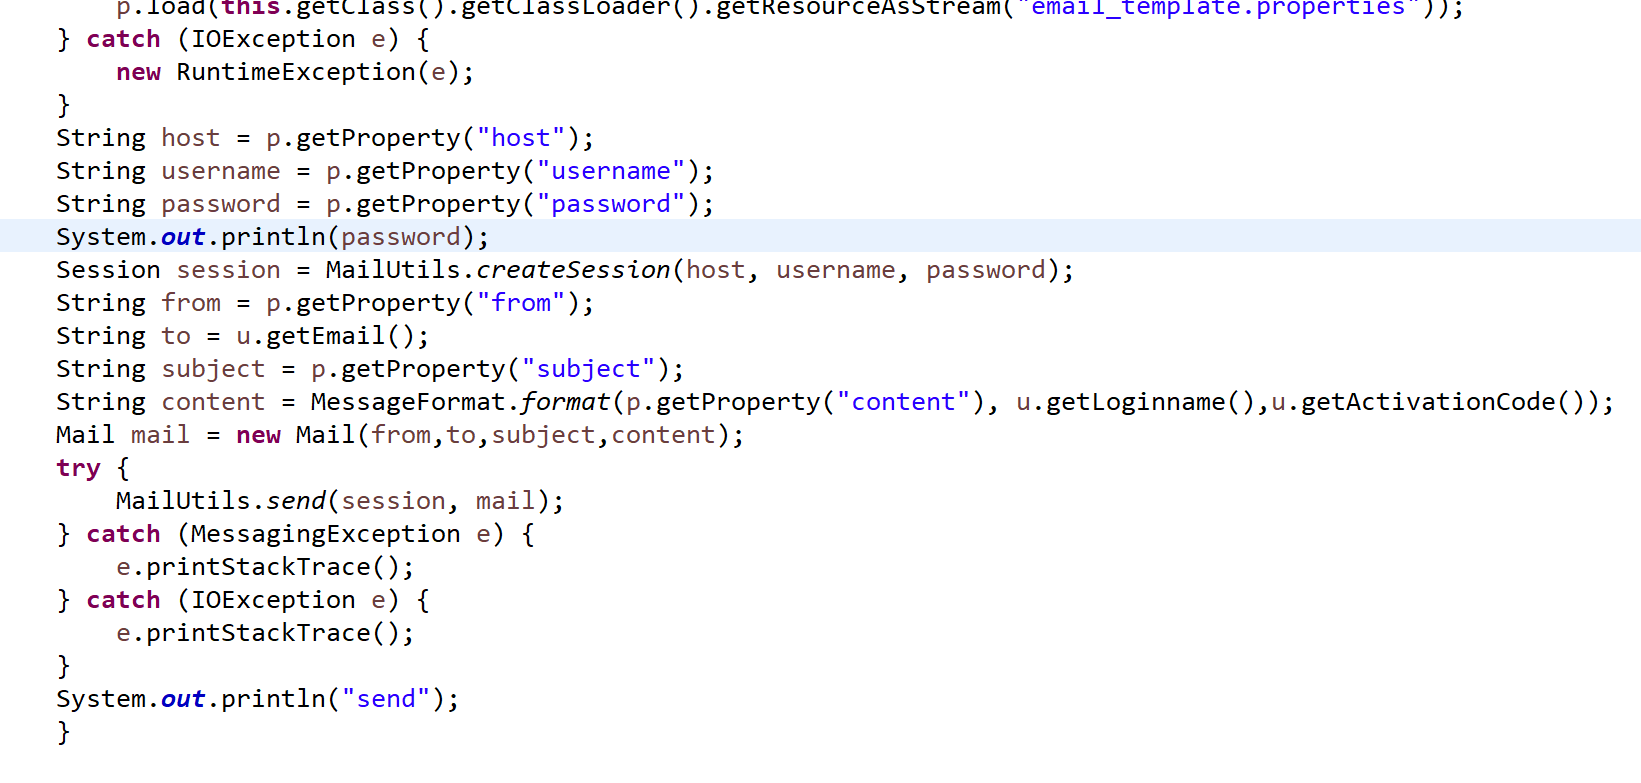 p.load(this.getClass().getClassLoader().getResourceAsStream("email_template.properties"));
} catch (IOException e) {
new RuntimeException(e);
}
String host = p.getProperty("host");
String username = p.getProperty("username");
String password = p.getProperty("password");
System.out.println(password);
Session session = MailUtils.createSession(host, username, password);
String from = p.getProperty("from");
String to = u.getEmail();
String subject = p.getProperty("subject");
String content = MessageFormat.format(p.getProperty("content"), u.getLoginname(),u.getActivationCode());
Mail mail = new Mail(from,to,subject,content);
try {
MailUtils.send(session, mail);
} catch (MessagingException e) {
e.printStackTrace();
} catch (IOException e) {
e.printStackTrace();
}
System.out.println("send");
}